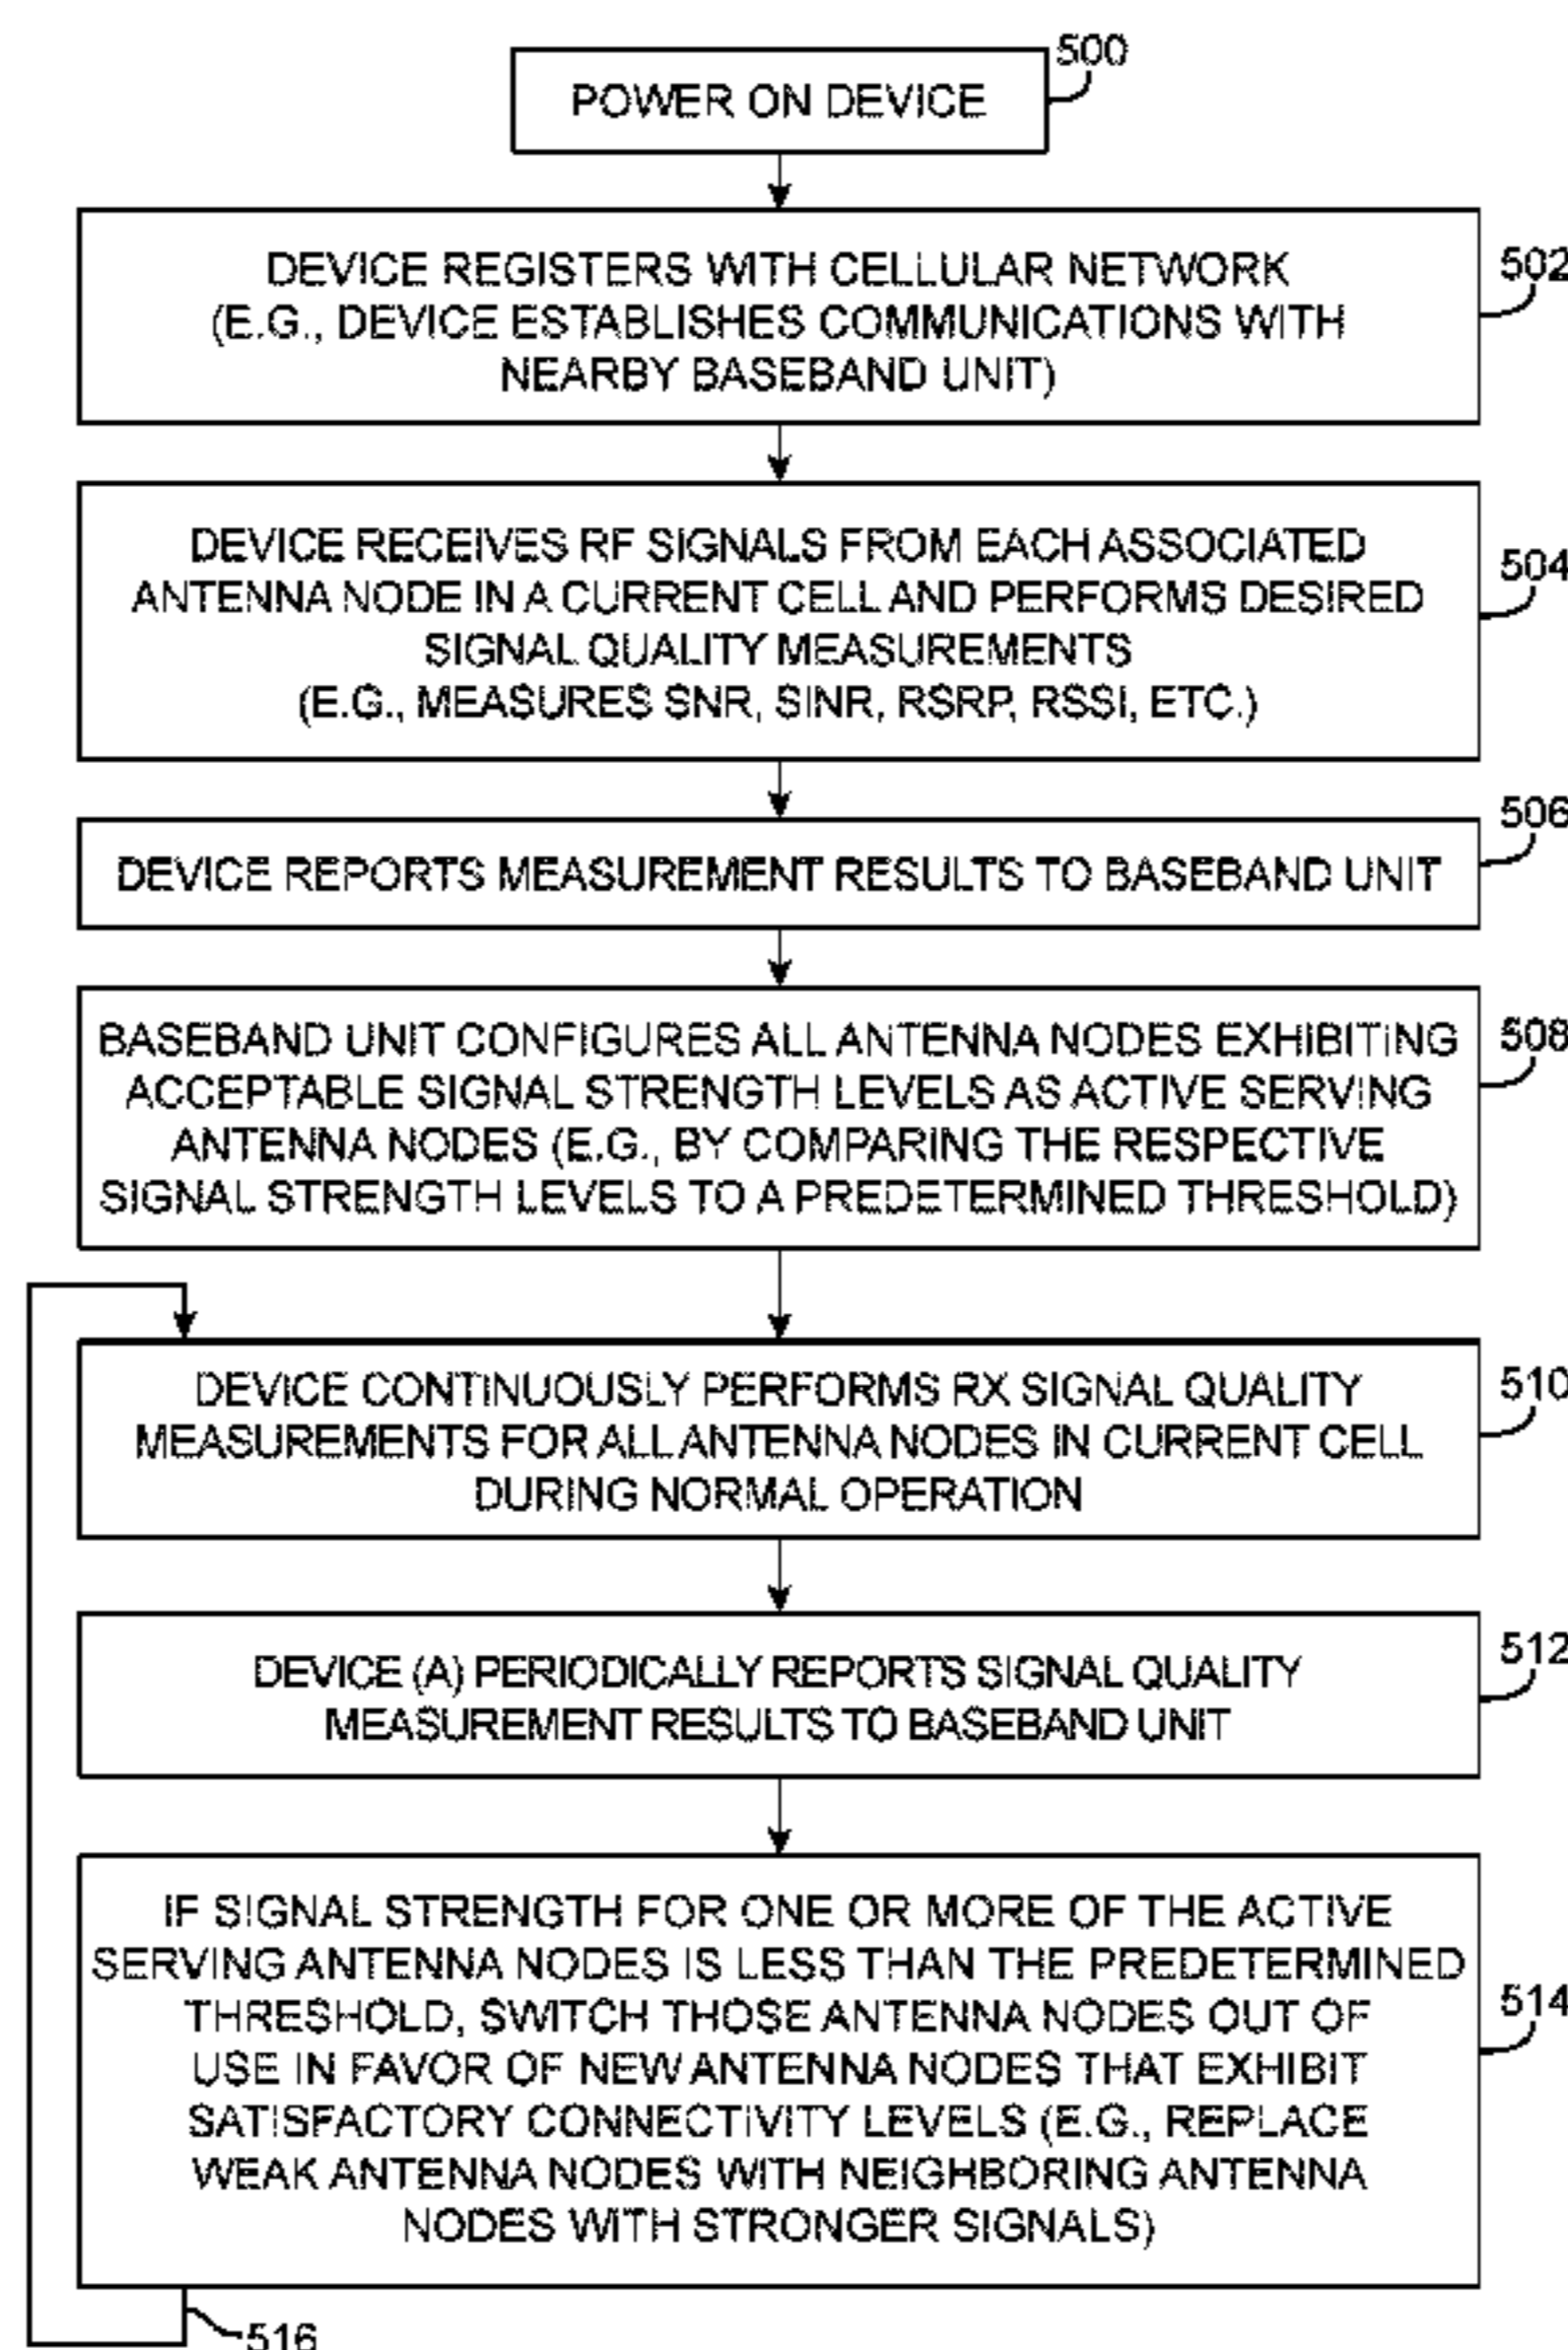 500
POWER ON DEVICE
502
DEVICE REGISTERS WITH CELLULAR NETWORK
(E.G., DEVICE ESTABLISHES COMMUNICATIONS WITH
NEARBY BASEBAND UNIT)
504
DEVICE RECEIVES RF SIGNALS FROM EACH ASSOCIATED
ANTENNA NODE IN A CURRENT CELL AND PERFORMS DESIRED
SIGNAL QUALITY MEASUREMENTS
(E.G., MEASURES SNR, SINR, RSRP, RSSI, ETC.)
506
DEVICE REPORTS MEASUREMENT RESULTS TO BASEBAND UNIT
508
BASEBAND UNIT CONFIGURES ALL ANTENNA NODES EXHIBITING
ACCEPTABLE SIGNAL STRENGTH LEVELS AS ACTIVE SERVING
ANTENNA NODES (E.G., BY COMPARING THE RESPECTIVE
SIGNAL STRENGTH LEVELS TO A PREDETERMINED THRESHOLD)
510
DEVICE CONTINUOUSLY PERFORMS RX SIGNAL QUALITY
MEASUREMENTS FOR ALL ANTENNA NODES IN CURRENT CELL
DURING NORMAL OPERATION
512
DEVICE (A) PERIODICALLY REPORTS SIGNAL QUALITY
MEASUREMENT RESULTS TO BASEBAND UNIT
514
IF SIGNAL STRENGTH FOR ONE OR MORE OF THE ACTIVE
SERVING ANTENNA NODES IS LESS THAN THE PREDETERMINED
THRESHOLD, SWITCH THOSE ANTENNA NODES OUT OF
USE IN FAVOR OF NEW ANTENNA NODES THAT EXHIBIT
SATISFACTORY CONNECTIVITY LEVELS (E.G., REPLACE
WEAK ANTENNA NODES WITH NEIGHBORING ANTENNA
NODES WITH STRONGER SIGNALS)
516